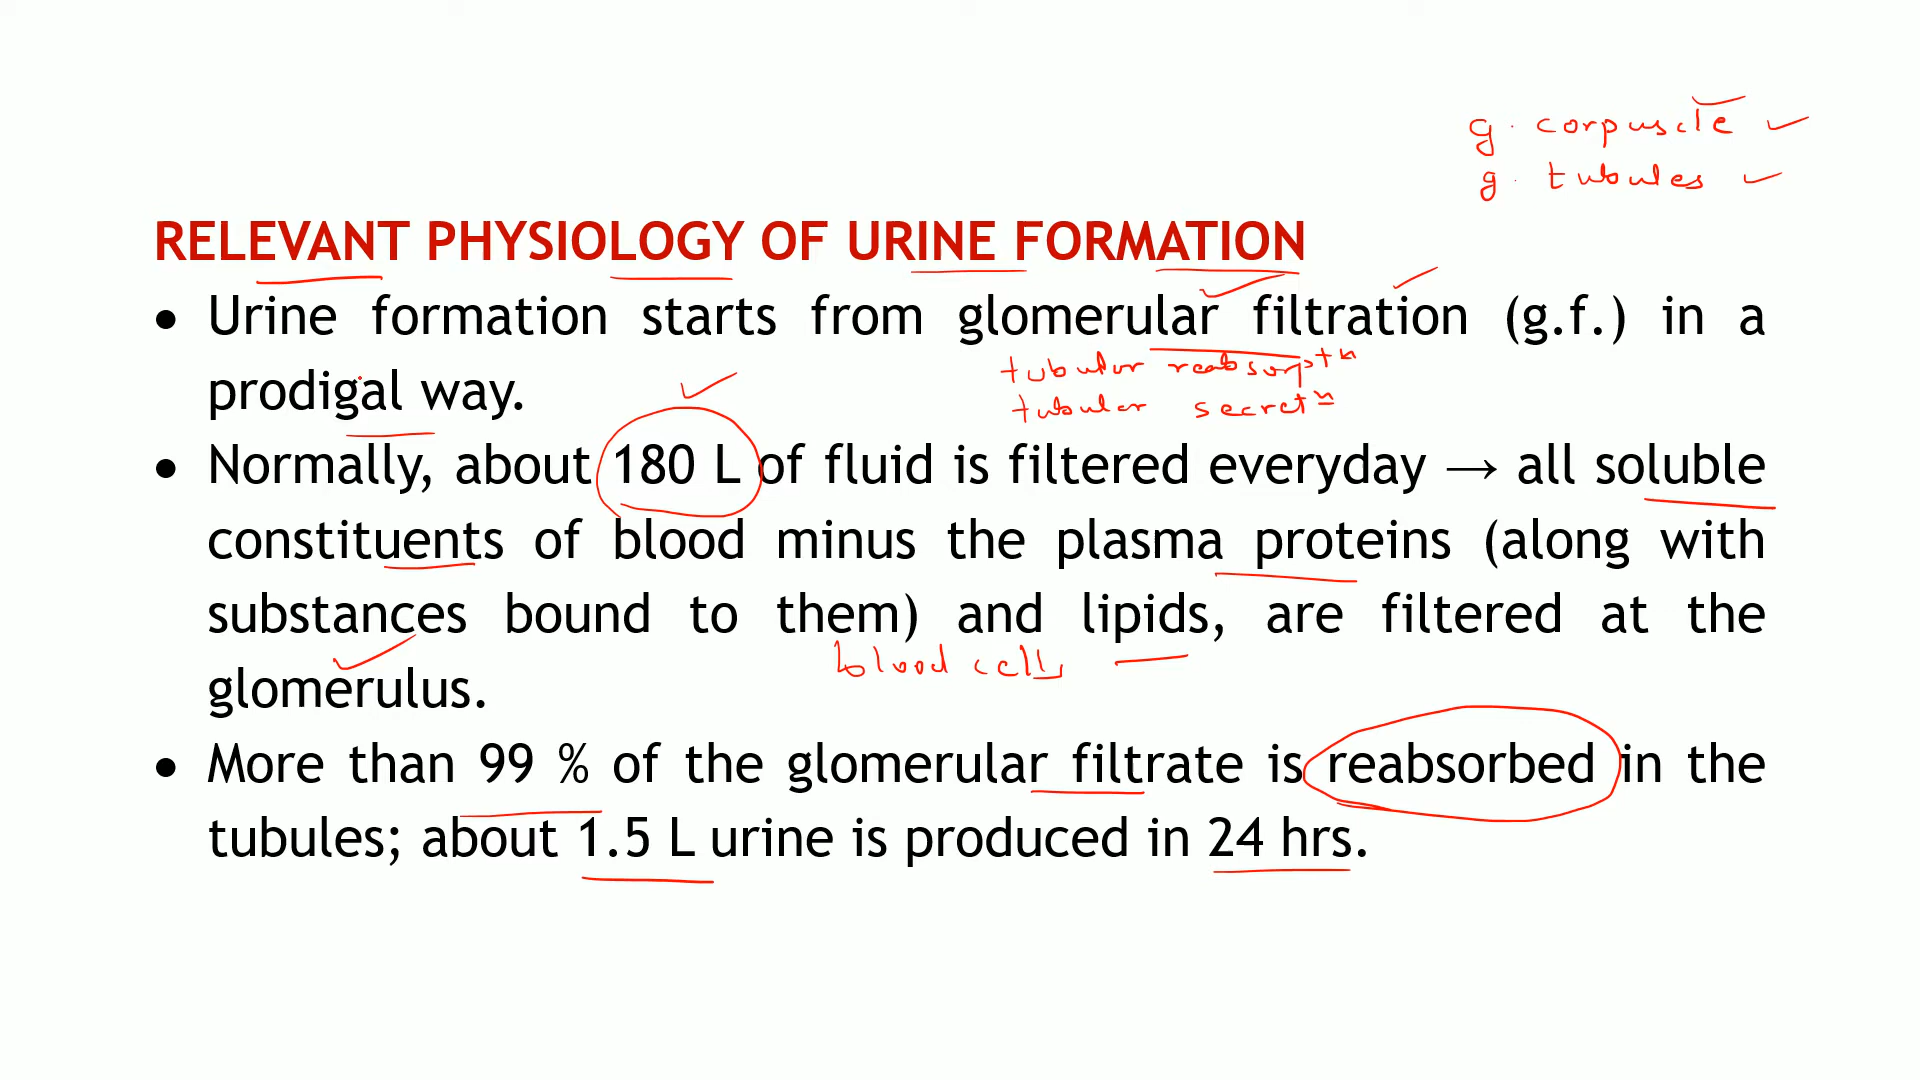 g. corpuscle
g. tubules
RELEVANT PHYSIOLOGY OF URINE FORMATION
• Urine formation starts from glomerular filtration (g.f.) in a
tubular reabsorptn
prodigal way.
tubular secretn
• Normally, about 180 L of fluid is filtered everyday → all soluble
constituents of blood minus the plasma proteins (along with
substances bound to them) and lipids, are filtered at the
blood cells
glomerulus.
• More than 99 % of the glomerular filtrate is reabsorbed in the
tubules; about 1.5 L urine is produced in 24 hrs.